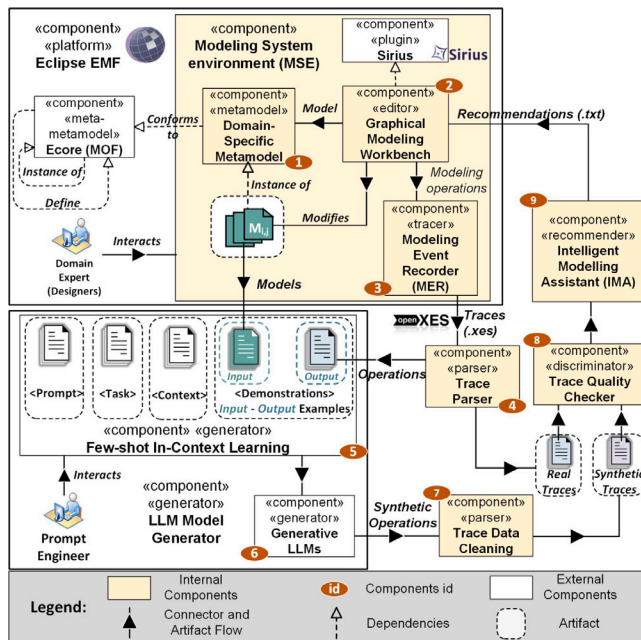 «component»
«platform»
Eclipse EMF
«component»
Modeling System
environment (MSE)
«component»
«plugin»
Sirius
Sirius
2
«component»
«meta-
metamodel»
Ecore (MOF)
Conforms
to
Instance of
Define
«component»
«metamodel»
Domain-
Specific
Metamodel
1
Model
«component»
«editor»
Graphical
Modeling
Workbench
Recommendations (.txt)
Instance of
Modeling
operations
Modifies
Mi,j
Interacts
Domain
Expert
(Designers)
«component»
«tracer»
Modeling
Event
Recorder
(MER)
3
9
«component»
«recommender»
Intelligent
Modelling
Assistant (IMA)
Models
openXES
Traces
(.xes)
<Prompt>
<Task>
<Context>
Input
Output
<Demonstrations>
Input - Output Examples
Operations
«component»
«parser»
Trace
Parser
4
8
«component»
«discriminator»
Trace Quality
Checker
«component» «generator»
Few-shot In-Context Learning
5
Real
Traces
Synthetic
Traces
Interacts
Prompt
Engineer
«component»
«generator»
LLM Model
Generator
«component»
«generator»
Generative
LLMs
6
Synthetic
Operations
7
«component»
«parser»
Trace Data
Cleaning
Legend:
Internal
Components
id
Components id
External
Components
Connector and
Artifact Flow
Dependencies
Artifact